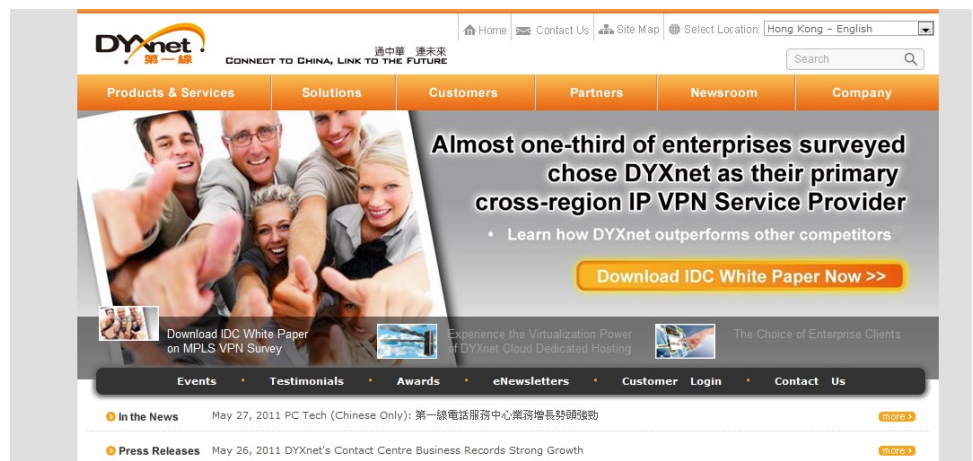 Home Contact Us Site Map Select Location: Hong Kong - English
DYXnet
第一線
過中華 連未來
CONNECT TO CHINA, LINK TO THE FUTURE
Search
Products & Services Solutions Customers Partners Newsroom Company
Almost one-third of enterprises surveyed
chose DYXnet as their primary
cross-region IP VPN Service Provider
• Learn how DYXnet outperforms other competitors
Download IDC White Paper Now >>
Download IDC White Paper
on MPLS VPN Survey
Experience the Virtualization Power
of DYXnet Cloud Dedicated Hosting
The Choice of Enterprise Clients
Events • Testimonials • Awards • eNewsletters • Customer Login • Contact Us
In the News May 27, 2011 PC Tech (Chinese Only): 第一線電話服務中心業務增長勢頭強勁 more >
Press Releases May 26, 2011 DYXnet's Contact Centre Business Records Strong Growth more >